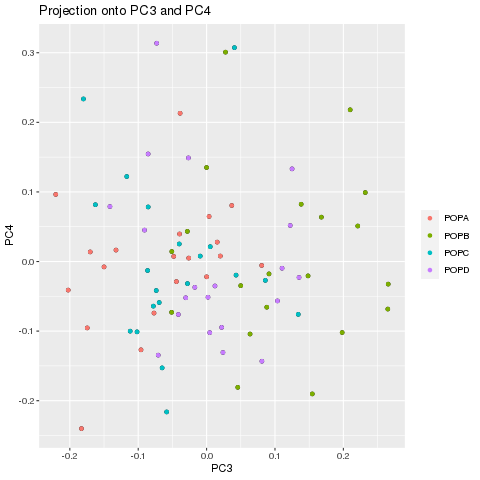 Projection onto PC3 and PC4
0.3
0.2
0.1
0.0
-0.1
-0.2
PC4
-0.2 -0.1 0.0 0.1 0.2
PC3
POPA
POPB
POPC
POPD